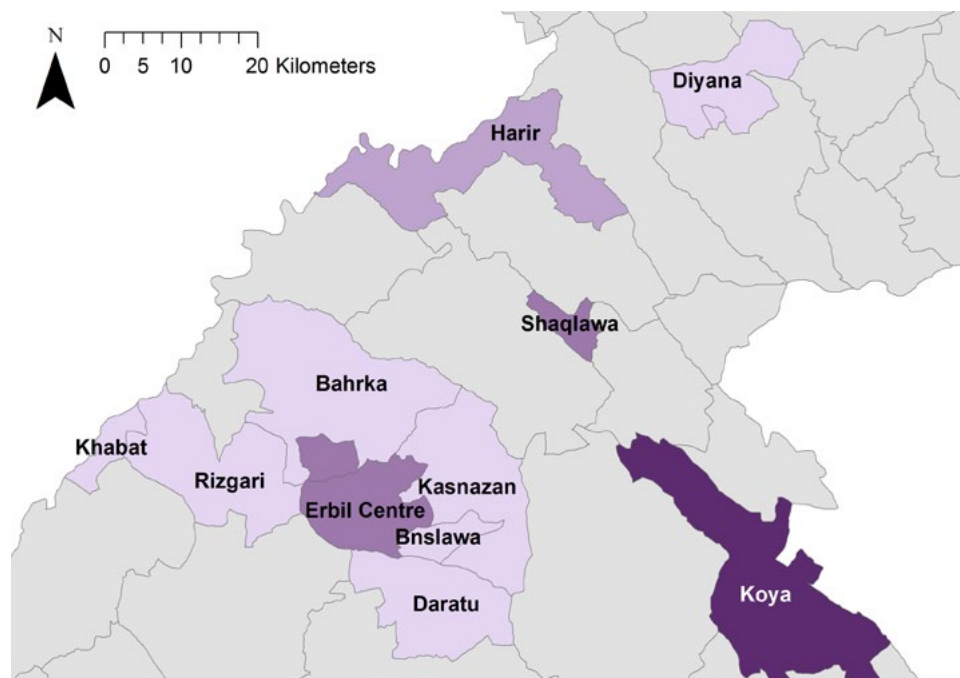 N
0 5 10 20 Kilometers
Diyana
Harir
Shaqlawa
Bahrka
Khabat
Rizgari
Kasnazan
Erbil Centre
Bnslawa
Koya
Daratu